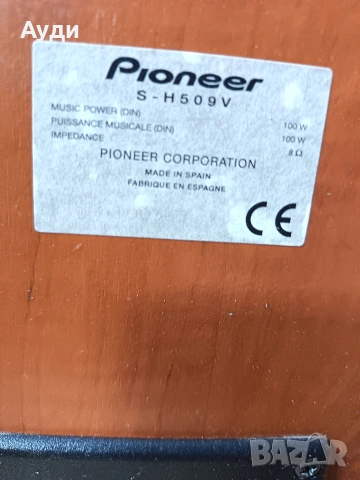 Ауди
Pioneer
S-H509V
MUSIC POWER (DIN) 100 W
PUISSANCE MUSICALE (DIN) 100 W
IMPEDANCE 8 Ω
PIONEER CORPORATION
MADE IN SPAIN
FABRIQUE EN ESPAGNE
CE
BAZAR